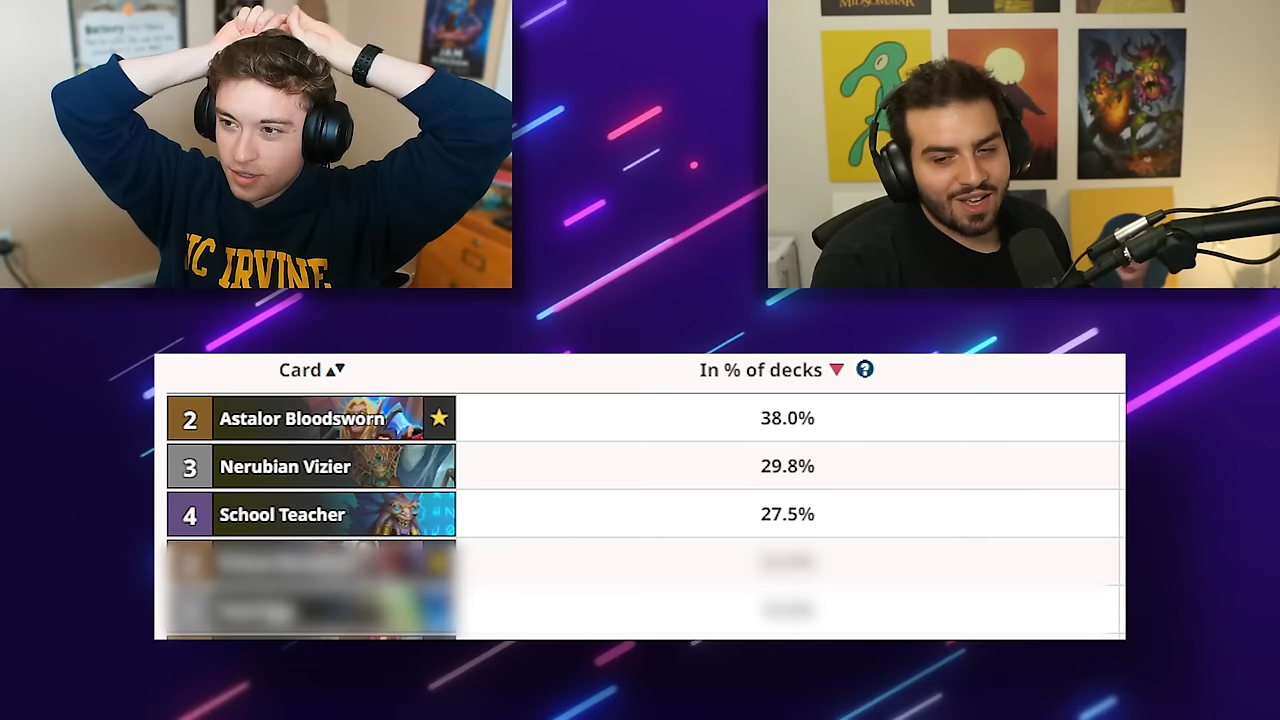 MIDSOMMAR
UC IRVINE
Card
In % of decks ?
2 Astalor Bloodsworn 38.0%
3 Nerubian Vizier 29.8%
4 School Teacher 27.5%